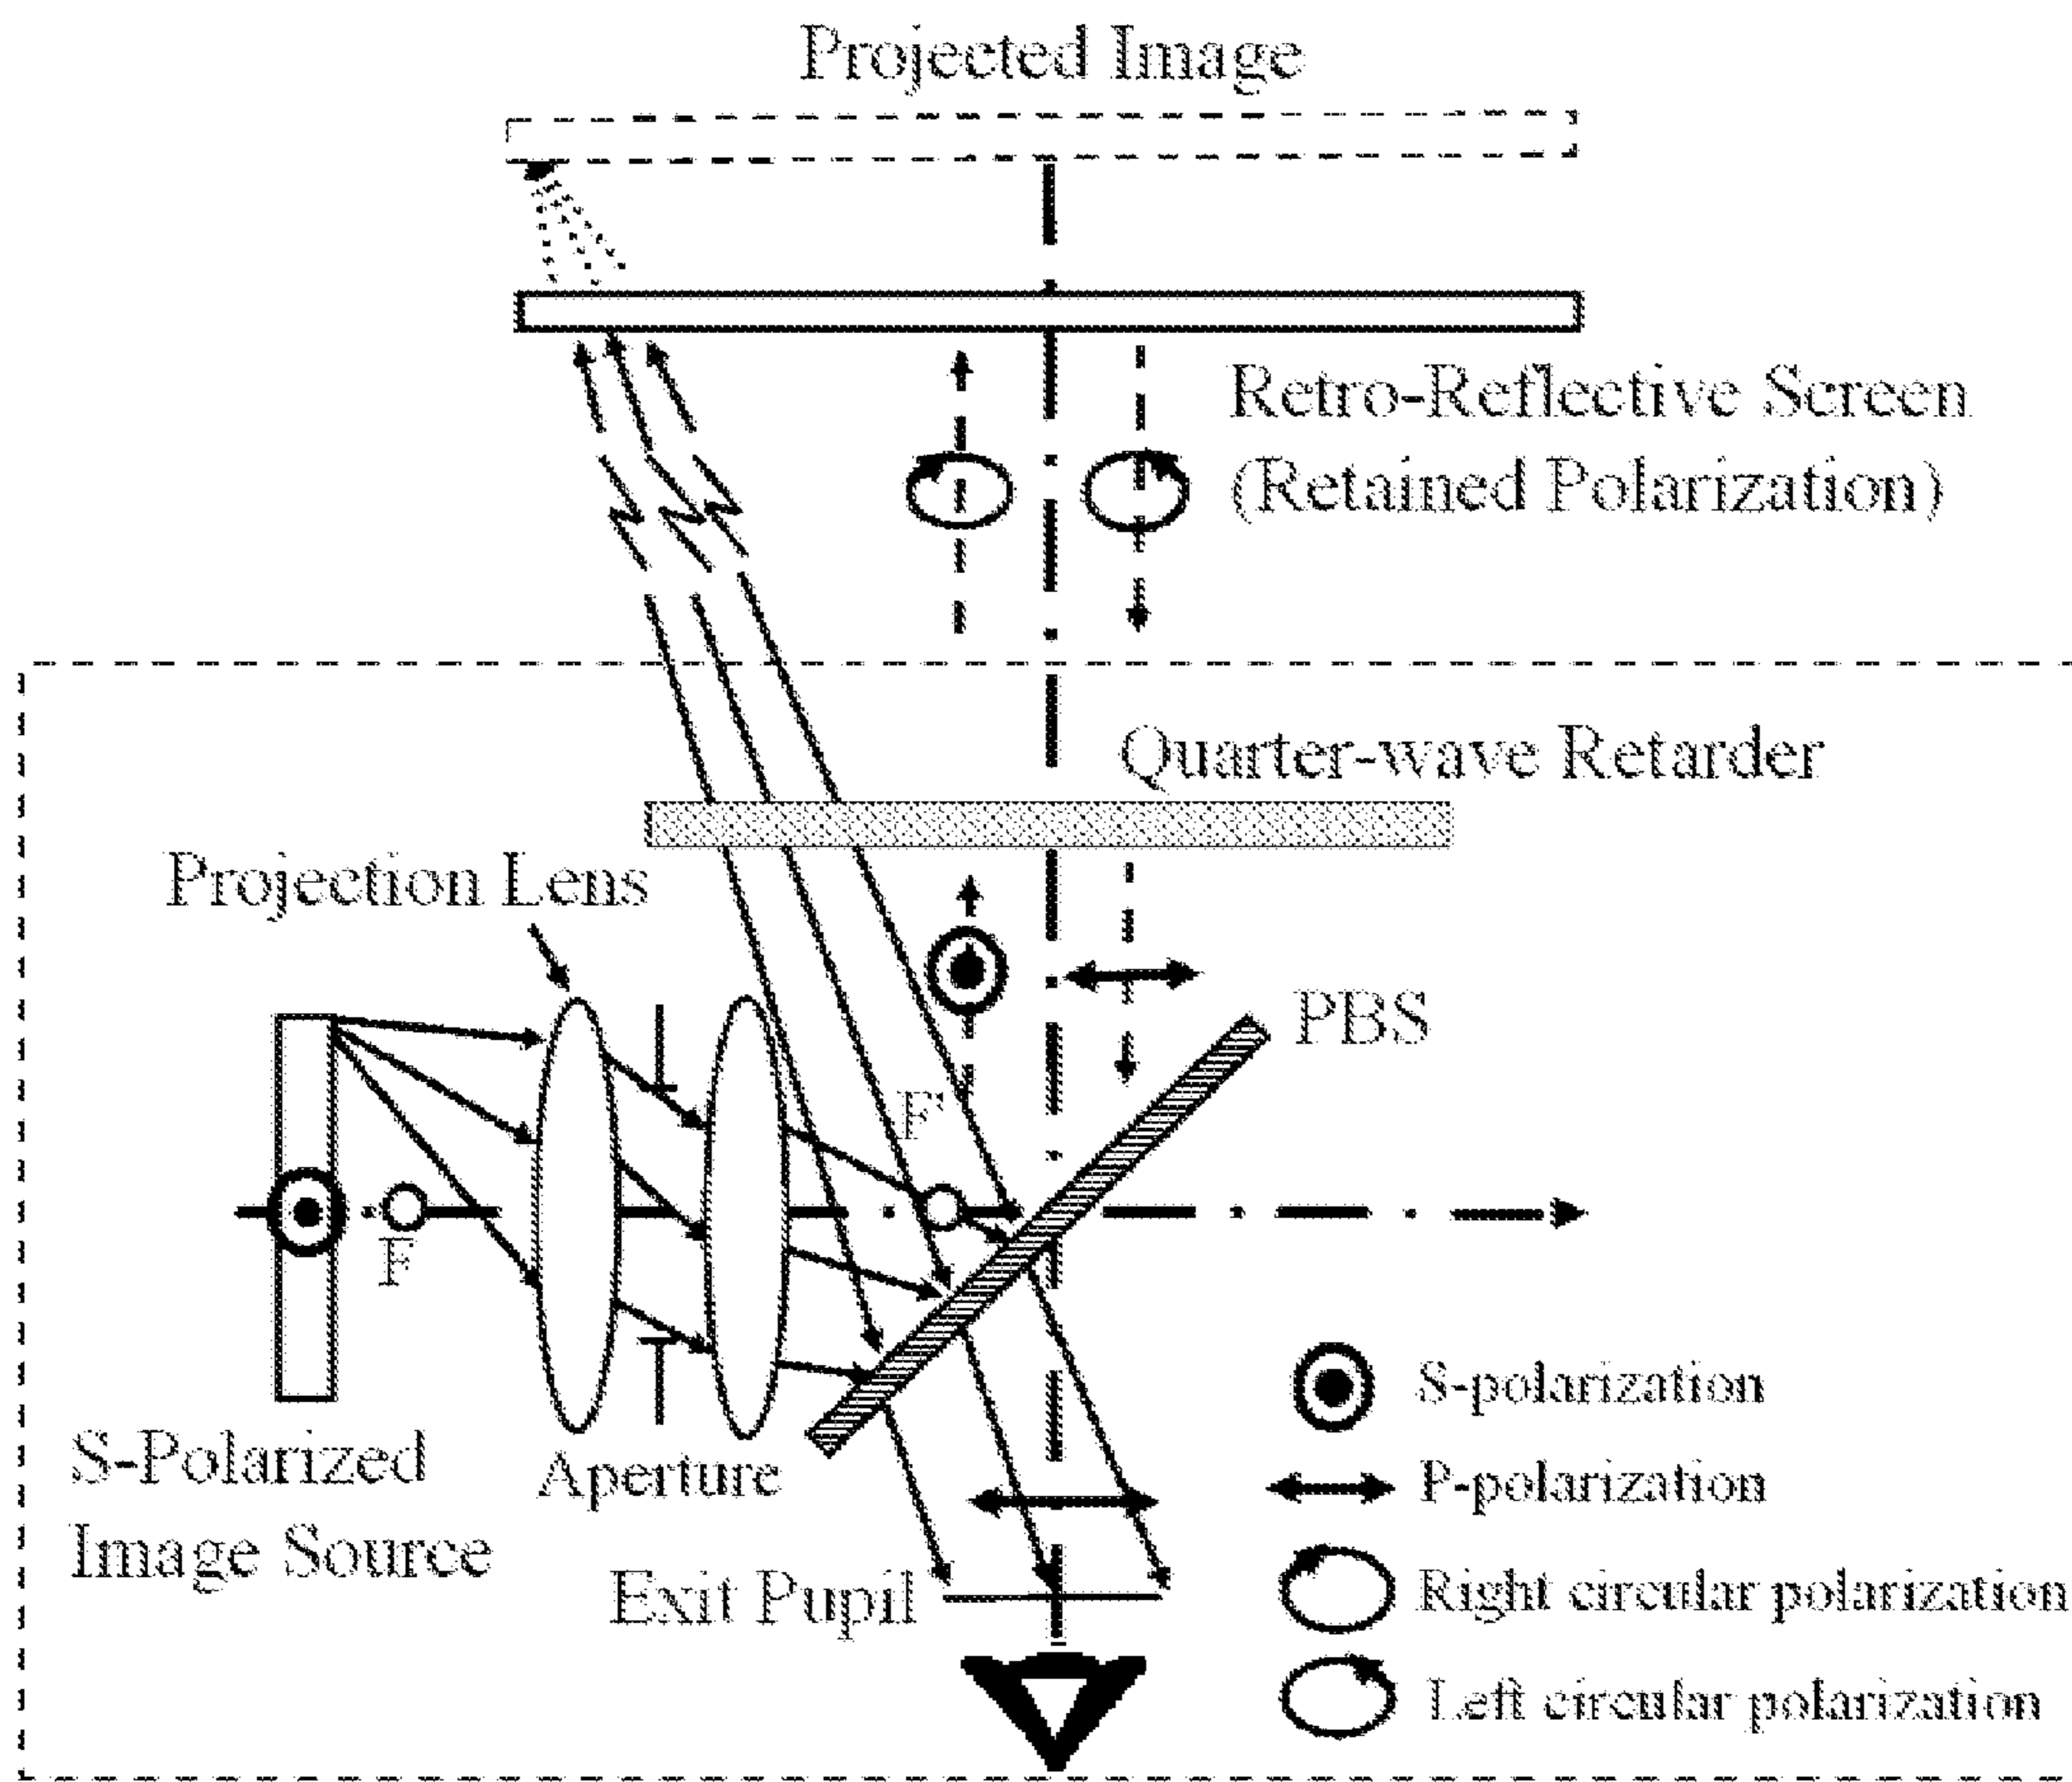 Projected Image
Retro-Reflective Screen
(Retained Polarization)
Quarter-wave Retarder
Projection Lens
PBS
F'
F
S-Polarized
Image Source
Aperture
Exit Pupil
S-polarization
P-polarization
Right circular polarization
Left circular polarization